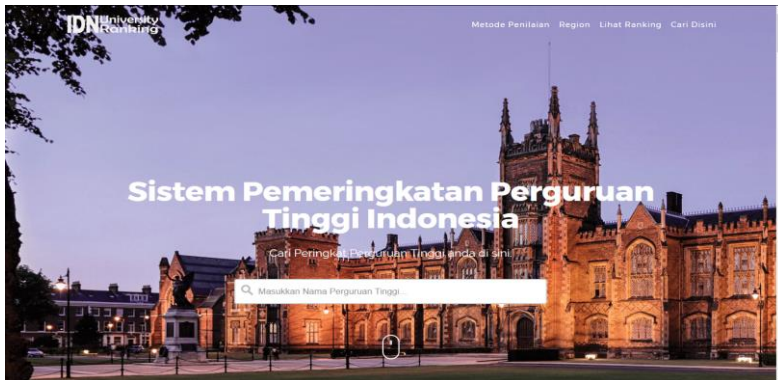 IDN University Ranking
Metode Penilaian Region Lihat Ranking Cari Disini
Sistem Pemeringkatan Perguruan
Tinggi Indonesia
Cari Peringkat Perguruan Tinggi anda di sini.
Masukkan Nama Perguruan Tinggi...